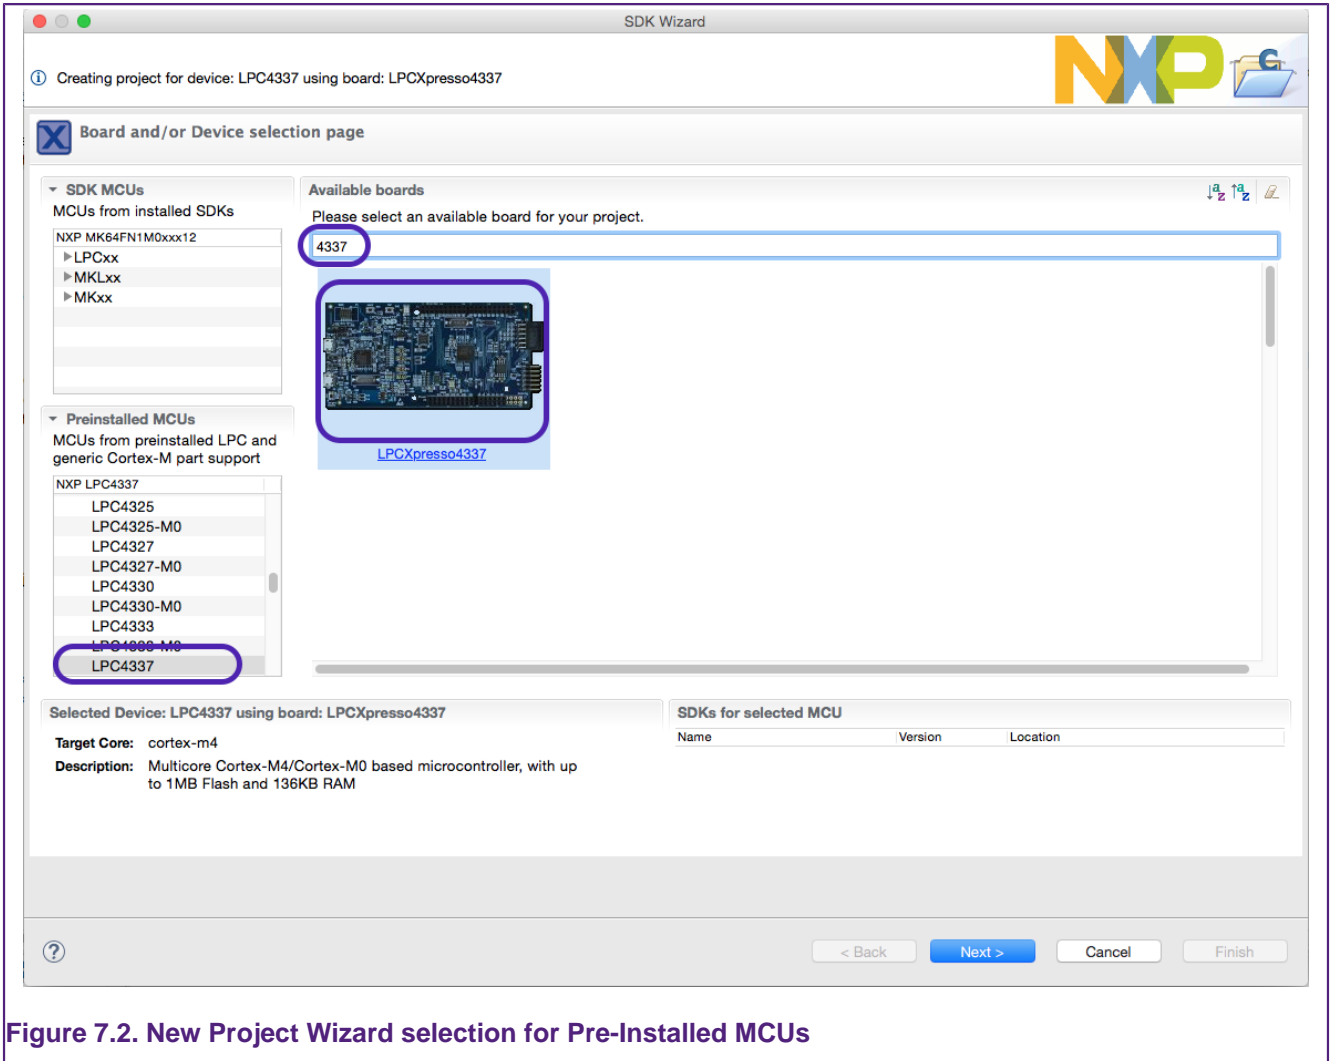 SDK Wizard
NXP
C
Creating project for device: LPC4337 using board: LPCXpresso4337
Board and/or Device selection page
SDK MCUs
MCUs from installed SDKs
NXP MK64FN1M0xxx12
LPCxx
MKLxx
MKxx
Preinstalled MCUs
MCUs from preinstalled LPC and
generic Cortex-M part support
NXP LPC4337
LPC4325
LPC4325-M0
LPC4327
LPC4327-M0
LPC4330
LPC4330-M0
LPC4333
LPC4333-M0
LPC4337
Available boards
Please select an available board for your project.
4337
NXP
LPCXpresso4337
Selected Device: LPC4337 using board: LPCXpresso4337
Target Core: cortex-m4
Description: Multicore Cortex-M4/Cortex-M0 based microcontroller, with up
to 1MB Flash and 136KB RAM
SDKs for selected MCU
Name Version Location
< Back Next > Cancel Finish
Figure 7.2. New Project Wizard selection for Pre-Installed MCUs